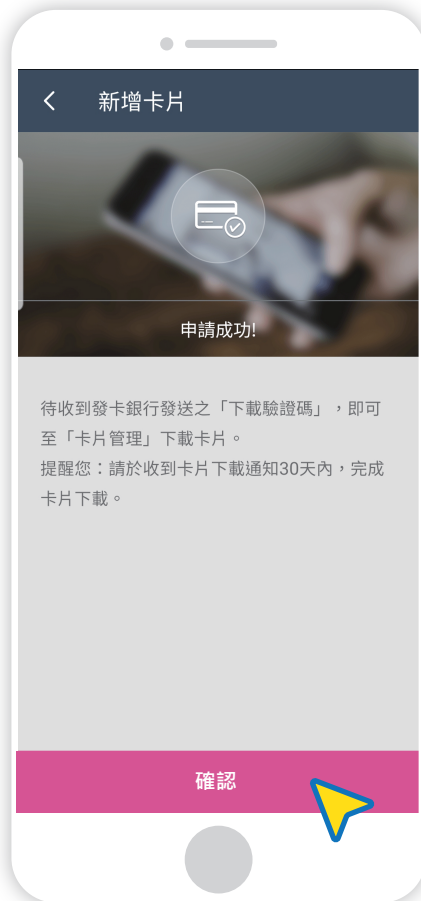 新增卡片
申請成功!
待收到發卡銀行發送之「下載驗證碼」，即可
至「卡片管理」下載卡片。
提醒您：請於收到卡片下載通知30天內，完成
卡片下載。
確認